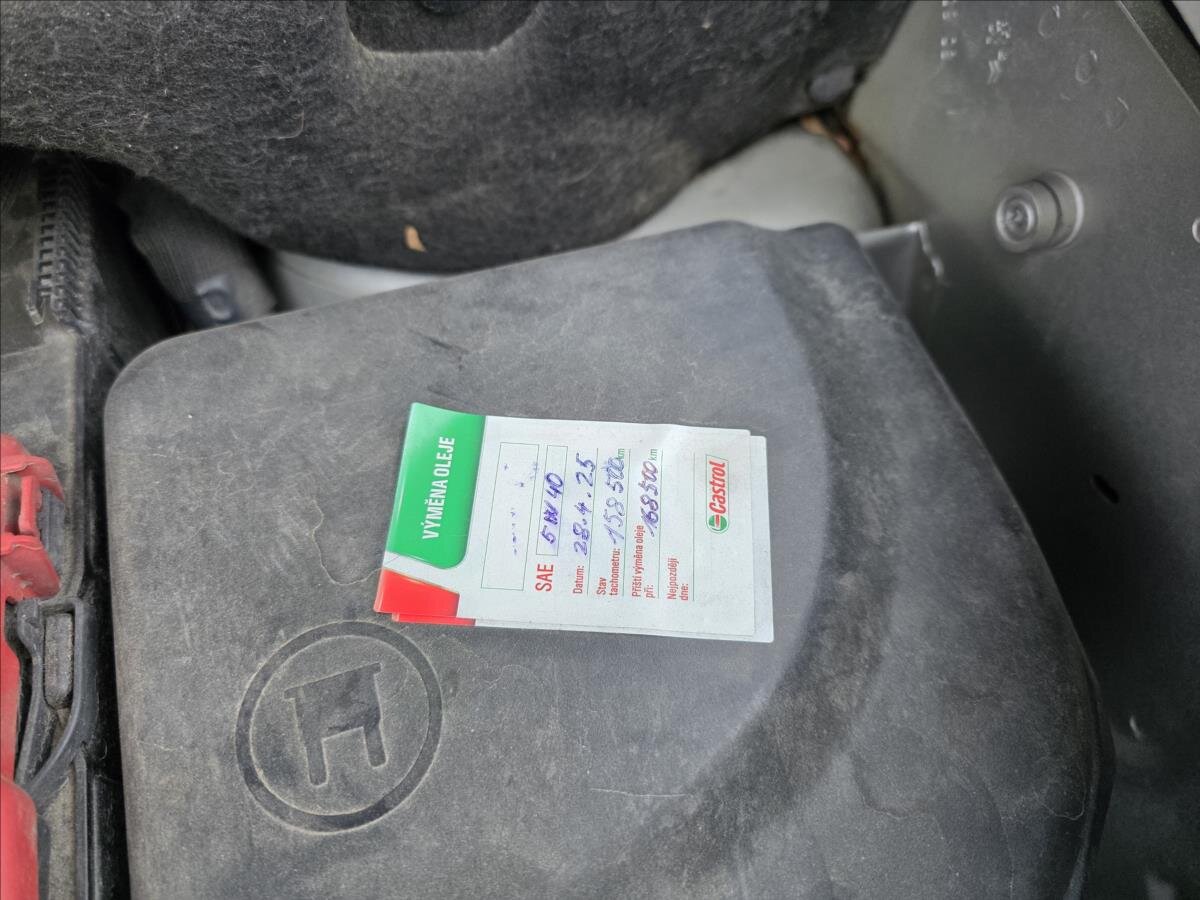 VÝMĚNA OLEJE
SAE 5W40
Datum: 28.4.25
Stav
tachometru: 158 500 km
Příští výměna oleje
při: 168 500 km
Nejpozději
dne:
Castrol